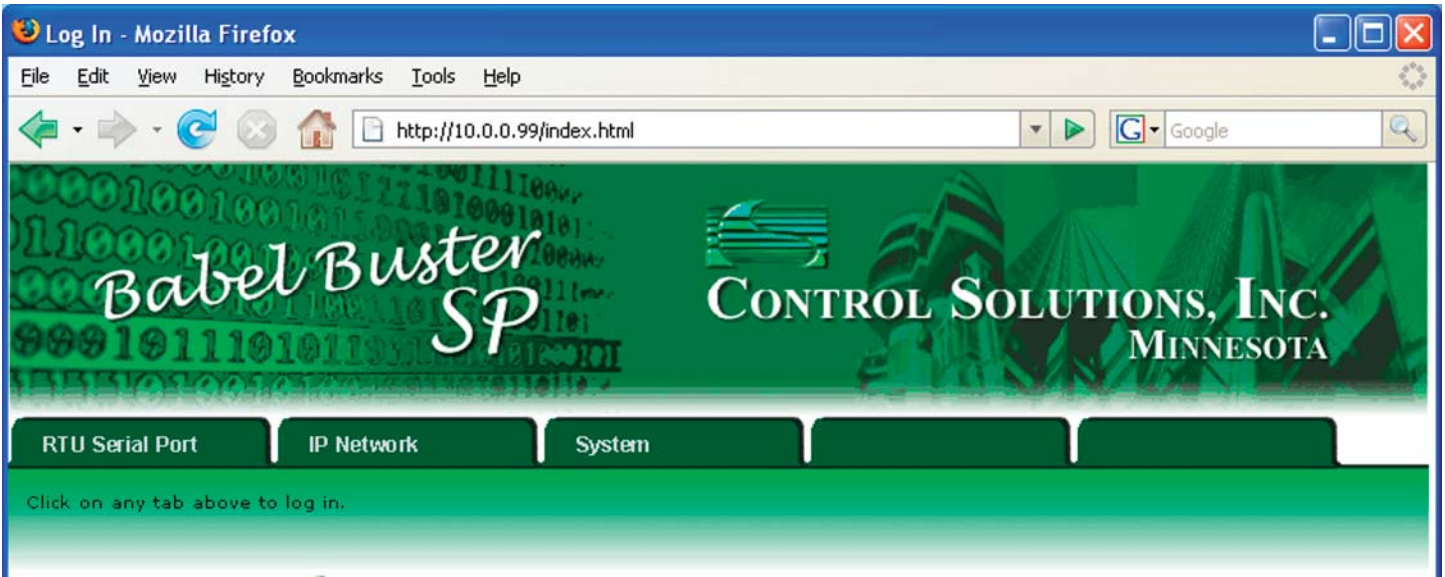 Log In - Mozilla Firefox
File Edit View History Bookmarks Tools Help
http://10.0.0.99/index.html
G Google
Babel Buster
SP
CONTROL SOLUTIONS, INC.
MINNESOTA
RTU Serial Port IP Network System
Click on any tab above to log in.